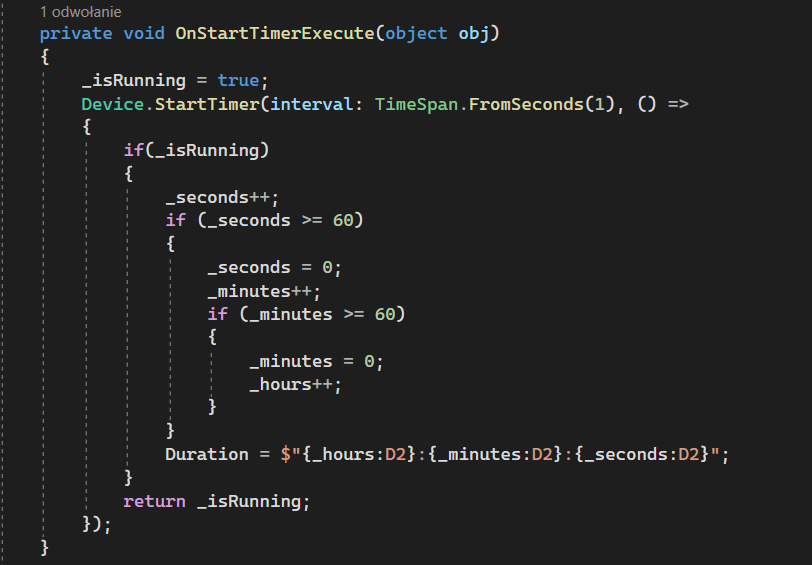 1 odwołanie
private void OnStartTimerExecute(object obj)
{
    _isRunning = true;
    Device.StartTimer(interval: TimeSpan.FromSeconds(1), () =>
    {
        if(_isRunning)
        {
            _seconds++;
            if (_seconds >= 60)
            {
                _seconds = 0;
                _minutes++;
                if (_minutes >= 60)
                {
                    _minutes = 0;
                    _hours++;
                }
            }
            Duration = $"{_hours:D2}:{_minutes:D2}:{_seconds:D2}";
        }
        return _isRunning;
    });
}